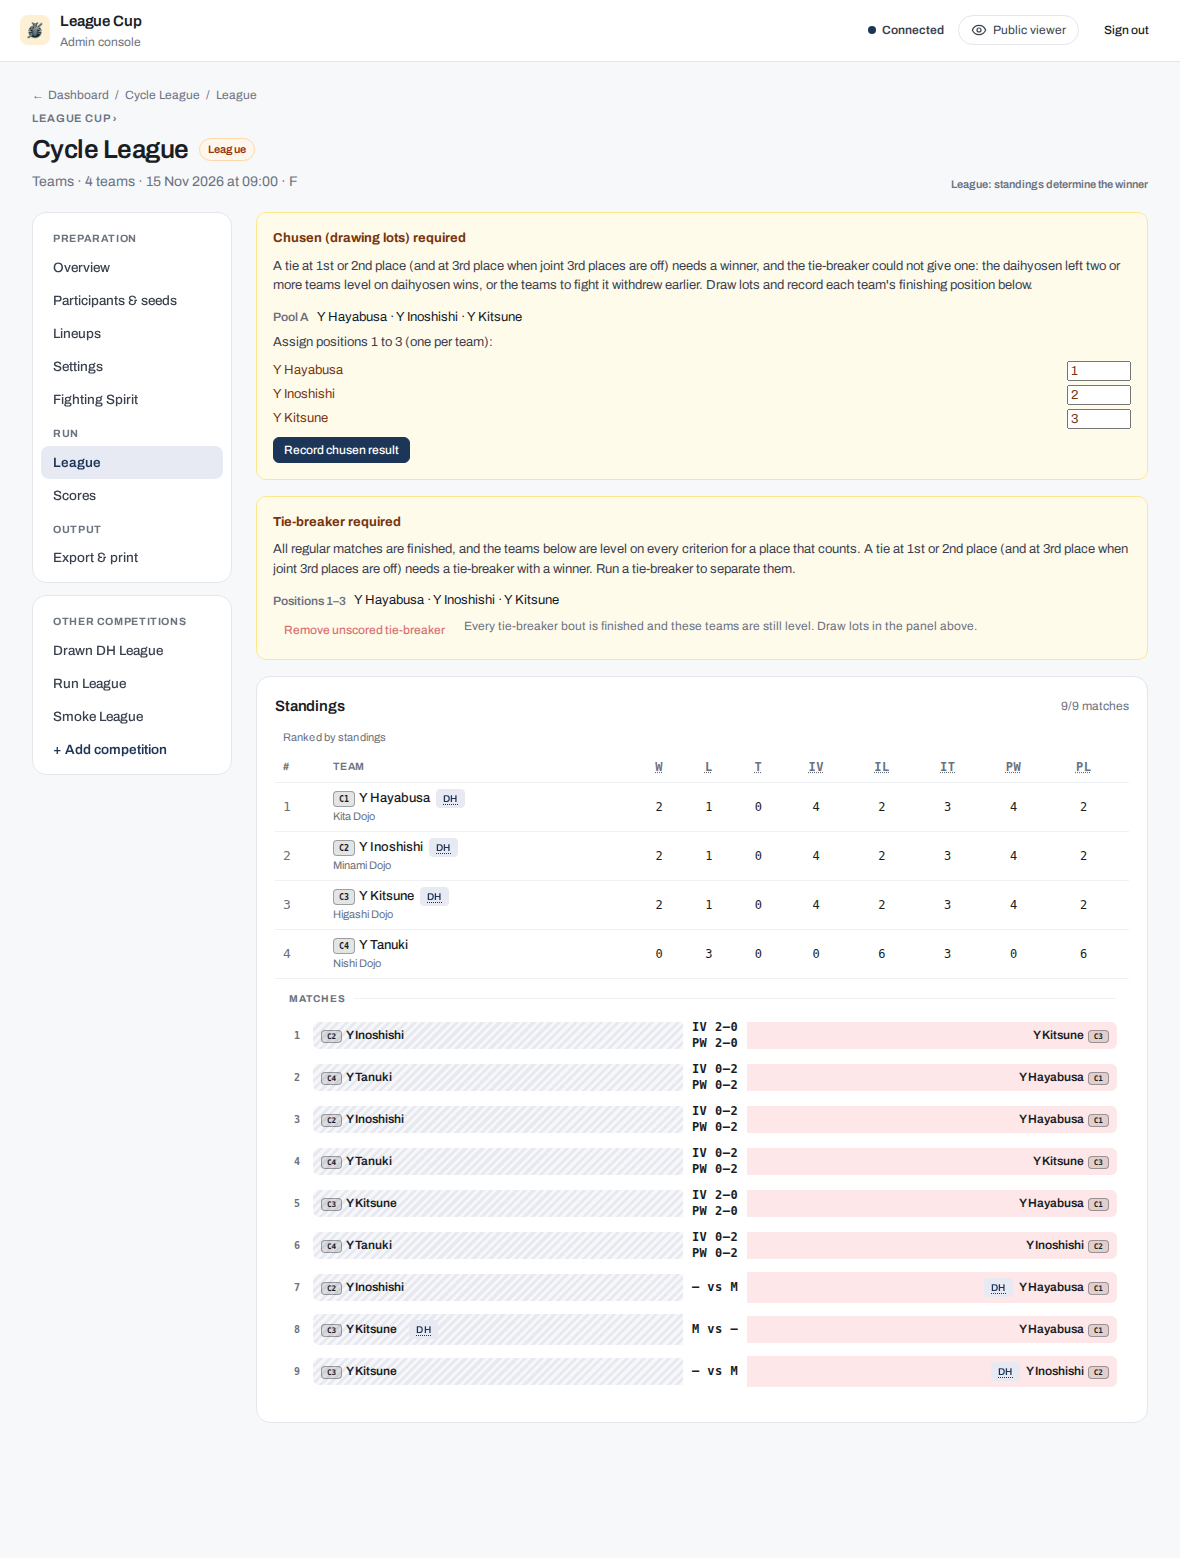 League Cup
Admin console
Connected
Public viewer
Sign out
← Dashboard / Cycle League / League
LEAGUE CUP ›
Cycle League League
Teams · 4 teams · 15 Nov 2026 at 09:00 · F
League: standings determine the winner
PREPARATION
Overview
Participants & seeds
Lineups
Settings
Fighting Spirit
RUN
League
Scores
OUTPUT
Export & print
OTHER COMPETITIONS
Drawn DH League
Run League
Smoke League
+ Add competition
Chusen (drawing lots) required
A tie at 1st or 2nd place (and at 3rd place when joint 3rd places are off) needs a winner, and the tie-breaker could not give one: the daihyosen left two or
more teams level on daihyosen wins, or the teams to fight it withdrew earlier. Draw lots and record each team's finishing position below.
Pool A Y Hayabusa · Y Inoshishi · Y Kitsune
Assign positions 1 to 3 (one per team):
Y Hayabusa 1
Y Inoshishi 2
Y Kitsune 3
Record chusen result
Tie-breaker required
All regular matches are finished, and the teams below are level on every criterion for a place that counts. A tie at 1st or 2nd place (and at 3rd place when
joint 3rd places are off) needs a tie-breaker with a winner. Run a tie-breaker to separate them.
Positions 1–3 Y Hayabusa · Y Inoshishi · Y Kitsune
Remove unscored tie-breaker Every tie-breaker bout is finished and these teams are still level. Draw lots in the panel above.
Standings 9/9 matches
Ranked by standings
# TEAM W L T IV IL IT PW PL
1 C1 Y Hayabusa DH 2 1 0 4 2 3 4 2
Kita Dojo
2 C2 Y Inoshishi DH 2 1 0 4 2 3 4 2
Minami Dojo
3 C3 Y Kitsune DH 2 1 0 4 2 3 4 2
Higashi Dojo
4 C4 Y Tanuki 0 3 0 0 6 3 0 6
Nishi Dojo
MATCHES
1 C2 Y Inoshishi IV 2–0 PW 2–0 Y Kitsune C3
2 C4 Y Tanuki IV 0–2 PW 0–2 Y Hayabusa C1
3 C2 Y Inoshishi IV 0–2 PW 0–2 Y Hayabusa C1
4 C4 Y Tanuki IV 0–2 PW 0–2 Y Kitsune C3
5 C3 Y Kitsune IV 2–0 PW 2–0 Y Hayabusa C1
6 C4 Y Tanuki IV 0–2 PW 0–2 Y Inoshishi C2
7 C2 Y Inoshishi – vs M DH Y Hayabusa C1
8 C3 Y Kitsune DH M vs – Y Hayabusa C1
9 C3 Y Kitsune – vs M DH Y Inoshishi C2